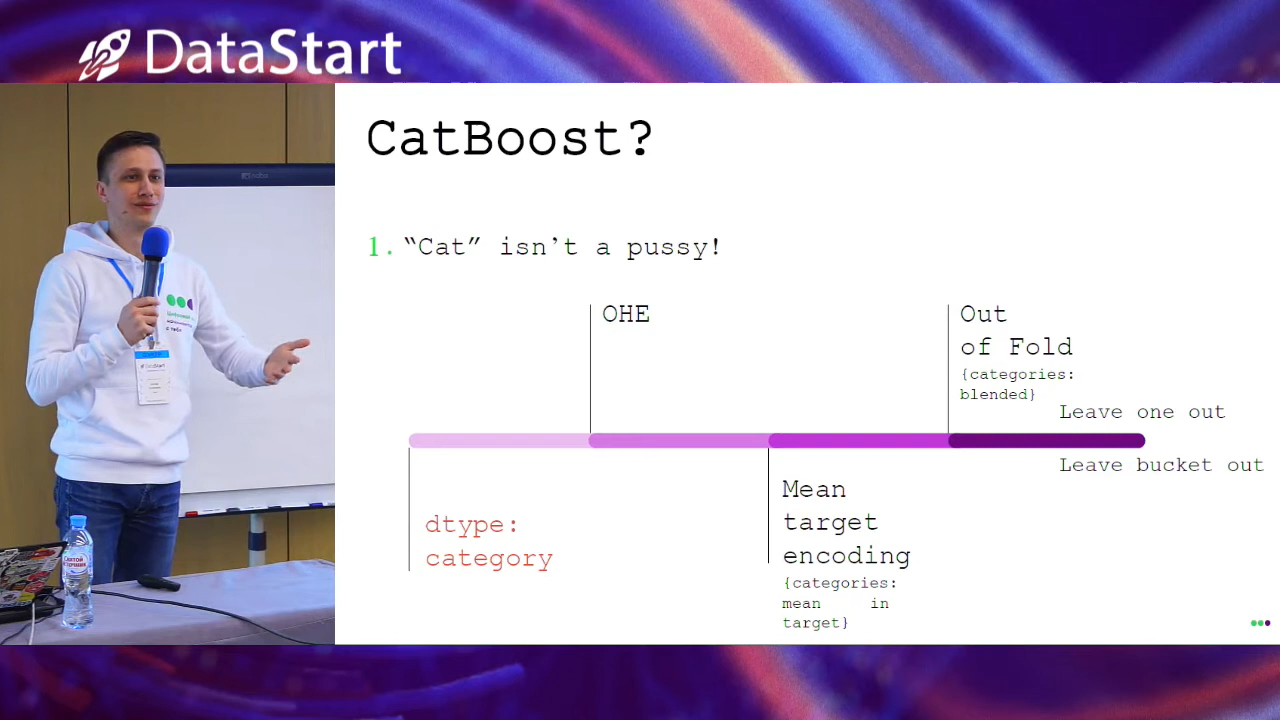 DataStart
CatBoost?
1. “Cat” isn’t a pussy!
OHE
Out
of Fold
{categories:
blended}
Leave one out
Leave bucket out
dtype:
category
Mean
target
encoding
{categories:
mean in
target}
DataStart